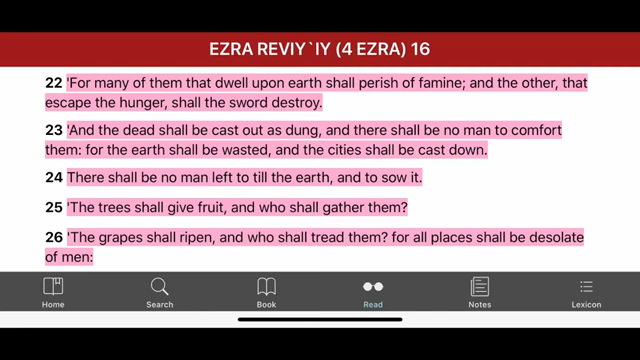 EZRA REVIY`IY (4 EZRA) 16
22 'For many of them that dwell upon earth shall perish of famine; and the other, that
escape the hunger, shall the sword destroy.
23 'And the dead shall be cast out as dung, and there shall be no man to comfort
them: for the earth shall be wasted, and the cities shall be cast down.
24 There shall be no man left to till the earth, and to sow it.
25 'The trees shall give fruit, and who shall gather them?
26 'The grapes shall ripen, and who shall tread them? for all places shall be desolate
of men:
Home Search Book Read Notes Lexicon